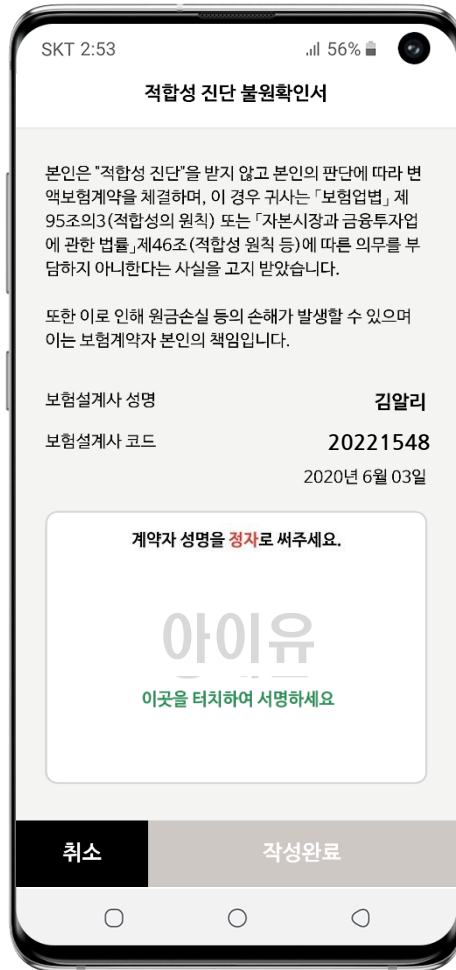 SKT 2:53 56%
적합성 진단 불원확인서
본인은 "적합성 진단"을 받지 않고 본인의 판단에 따라 변
액보험계약을 체결하며, 이 경우 귀사는 「보험업법」 제
95조의3(적합성의 원칙) 또는 「자본시장과 금융투자업
에 관한 법률」제46조(적합성 원칙 등)에 따른 의무를 부
담하지 아니한다는 사실을 고지 받았습니다.
또한 이로 인해 원금손실 등의 손해가 발생할 수 있으며
이는 보험계약자 본인의 책임입니다.
보험설계사 성명 김알리
보험설계사 코드 20221548
2020년 6월 03일
계약자 성명을 정자로 써주세요.
아이유
이곳을 터치하여 서명하세요
취소 작성완료